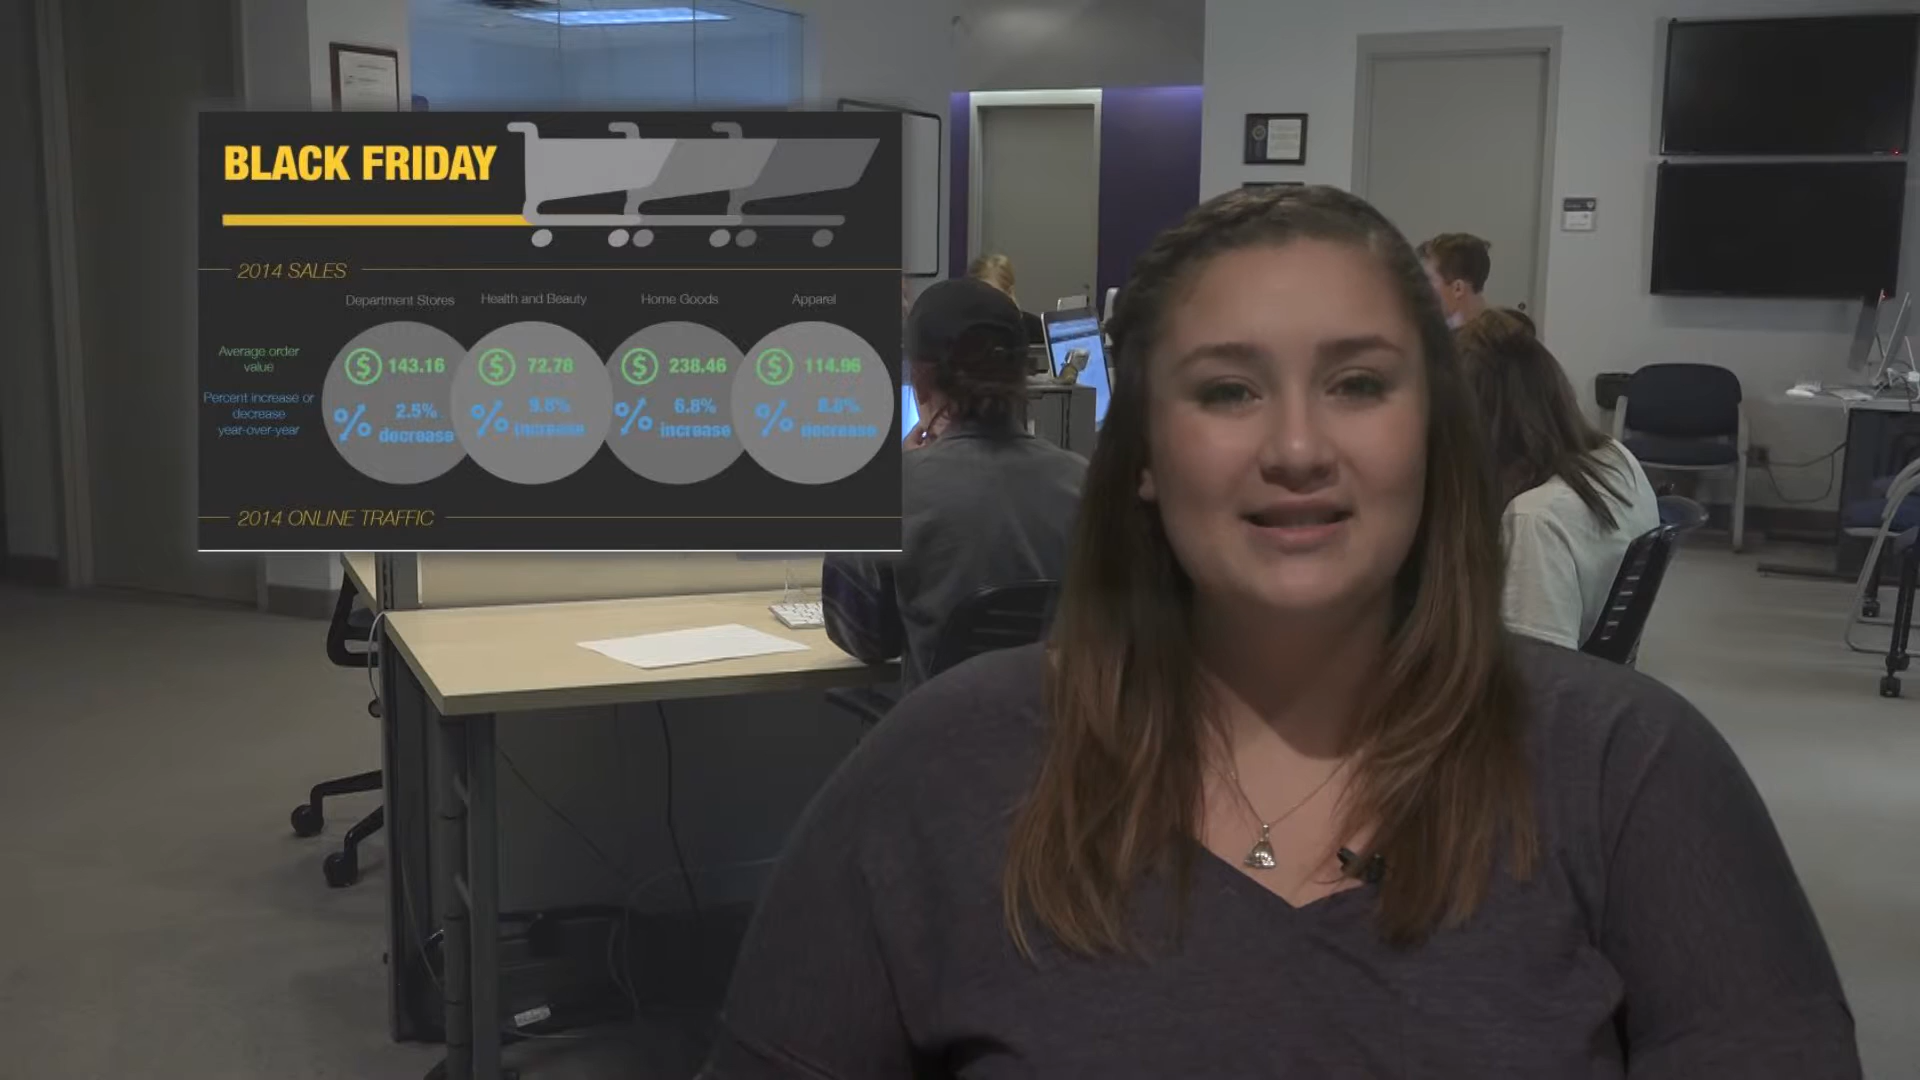 BLACK FRIDAY
2014 SALES
Department Stores Health and Beauty Home Goods Apparel
Average order value
$ 143.16 $ 72.78 $ 238.46 $ 114.96
Percent increase or decrease year-over-year
% 2.5% decrease % increase % 6.8% increase % decrease
2014 ONLINE TRAFFIC